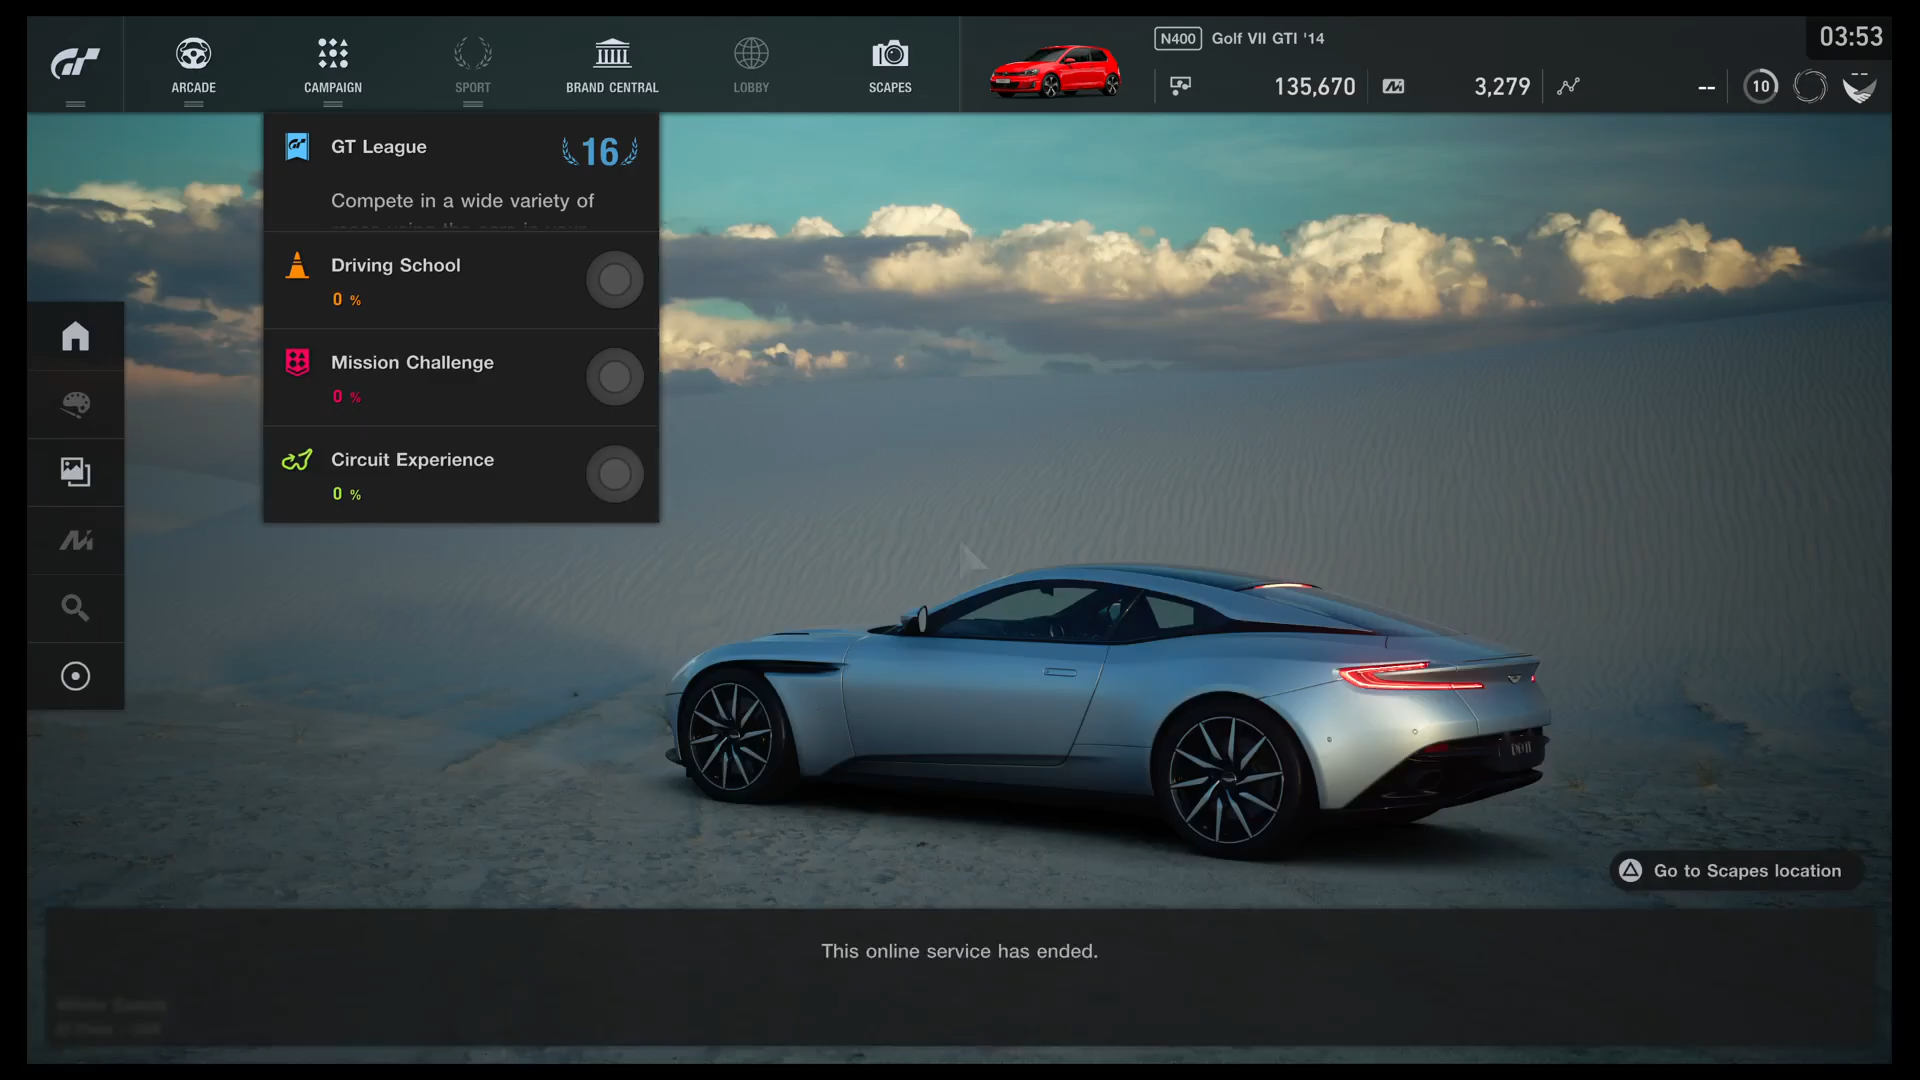 ARCADE
CAMPAIGN
SPORT
BRAND CENTRAL
LOBBY
SCAPES
N400 Golf VII GTI '14
135,670
3,279
--
10
--
03:53
GT League
16
Compete in a wide variety of
Driving School
0 %
Mission Challenge
0 %
Circuit Experience
0 %
Go to Scapes location
This online service has ended.